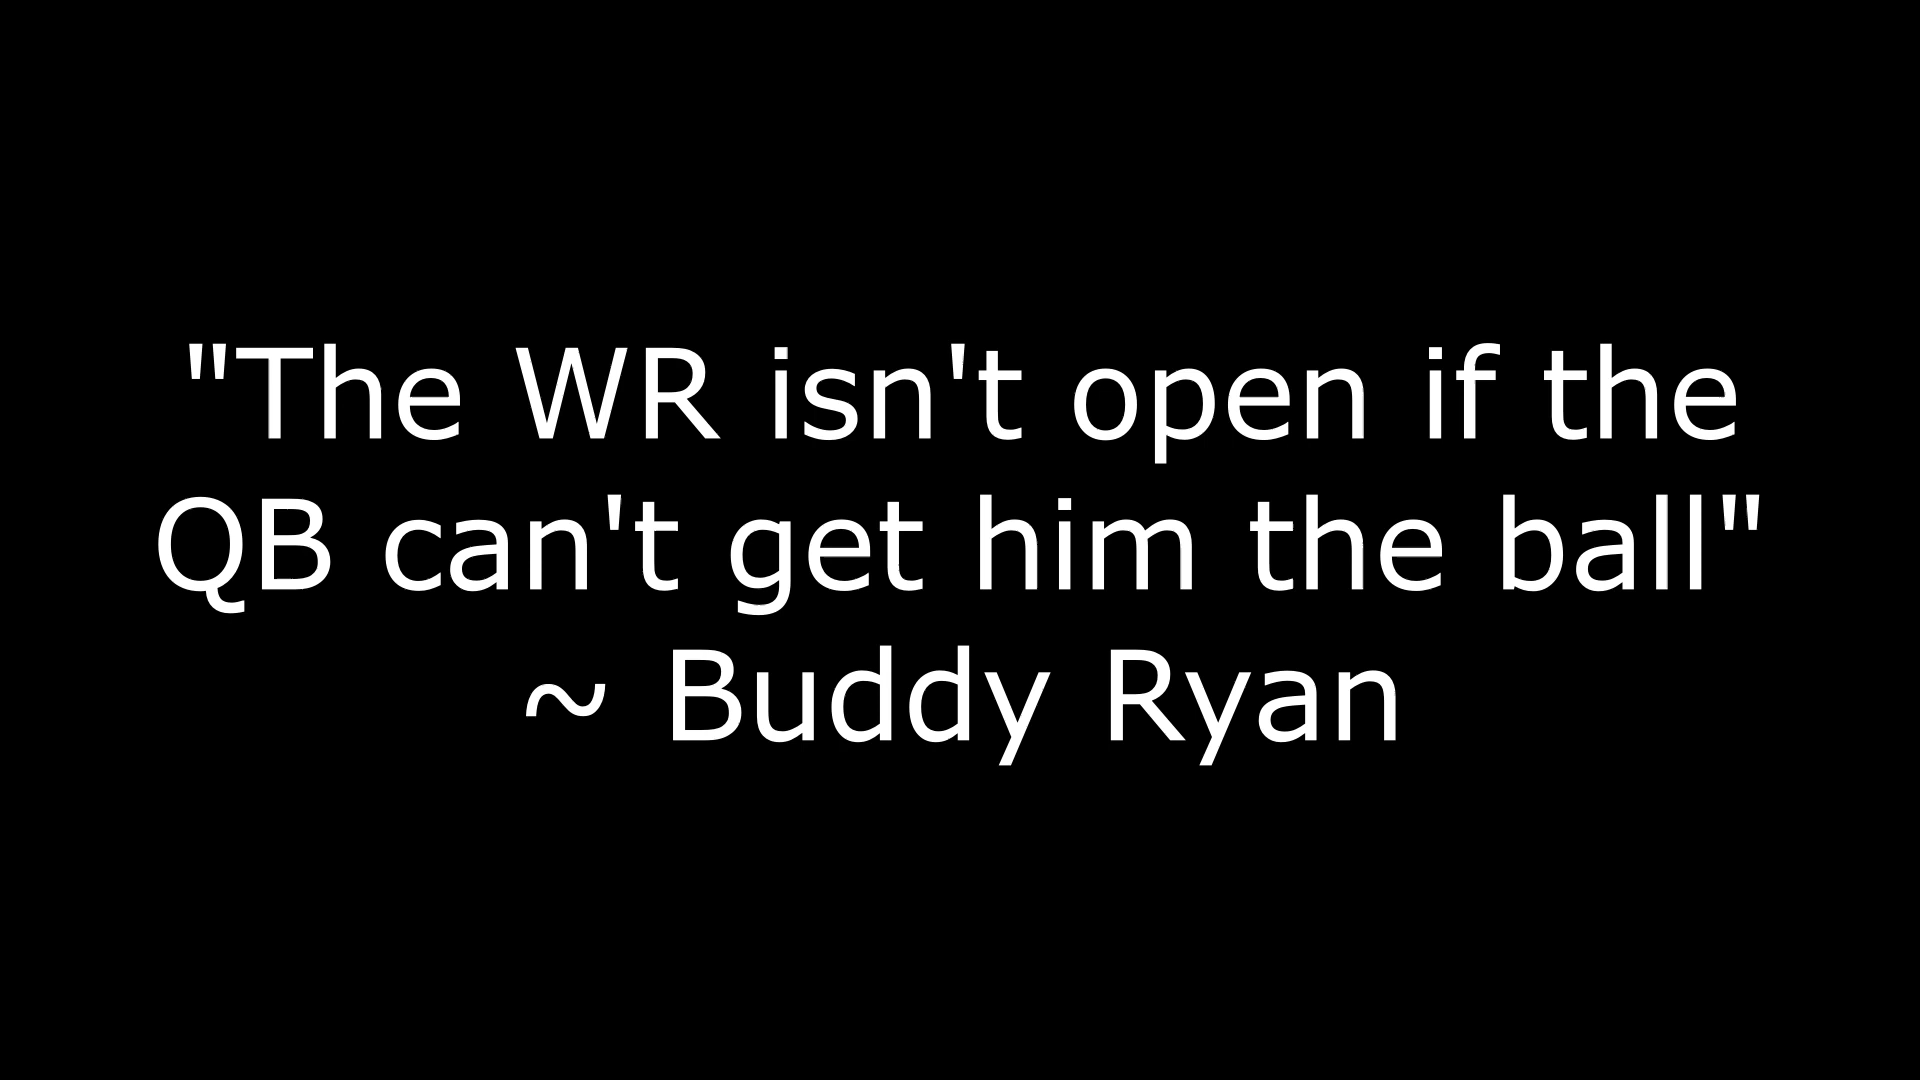 "The WR isn't open if the
QB can't get him the ball"
~ Buddy Ryan